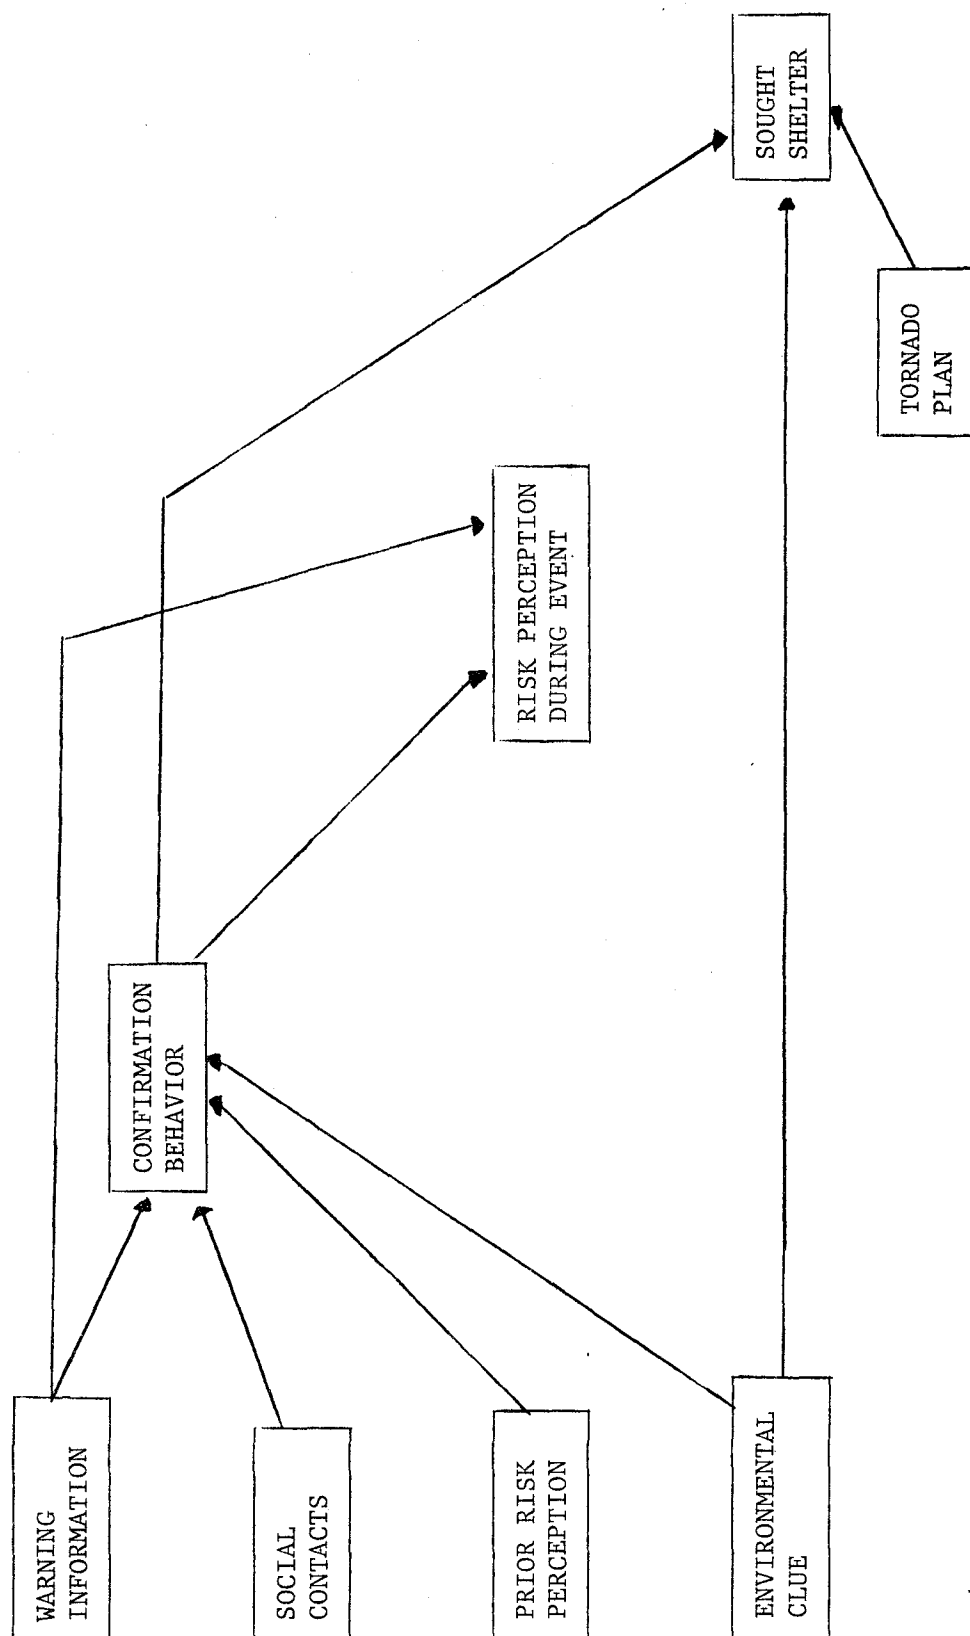 WARNING
INFORMATION
SOCIAL
CONTACTS
PRIOR RISK
PERCEPTION
ENVIRONMENTAL
CLUE
CONFIRMATION
BEHAVIOR
RISK PERCEPTION
DURING EVENT
TORNADO
PLAN
SOUGHT
SHELTER